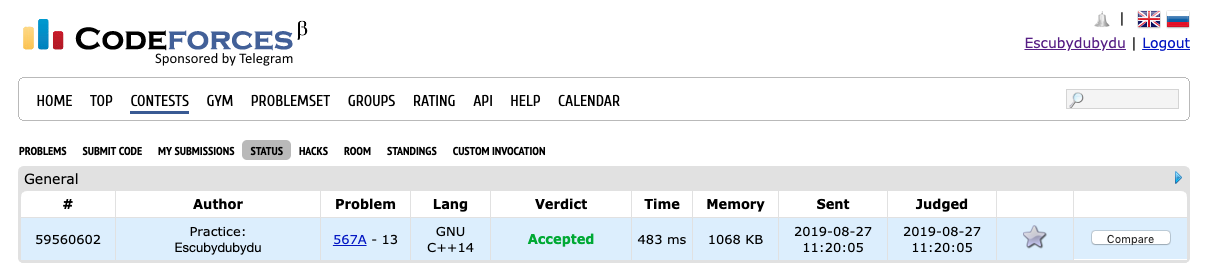 CODEFORCES β
Sponsored by Telegram
|
Escubydubydu | Logout
HOME TOP CONTESTS GYM PROBLEMSET GROUPS RATING API HELP CALENDAR
PROBLEMS SUBMIT CODE MY SUBMISSIONS STATUS HACKS ROOM STANDINGS CUSTOM INVOCATION
General
# Author Problem Lang Verdict Time Memory Sent Judged
59560602 Practice: Escubydubydu 567A - 13 GNU C++14 Accepted 483 ms 1068 KB 2019-08-27 11:20:05 2019-08-27 11:20:05 Compare